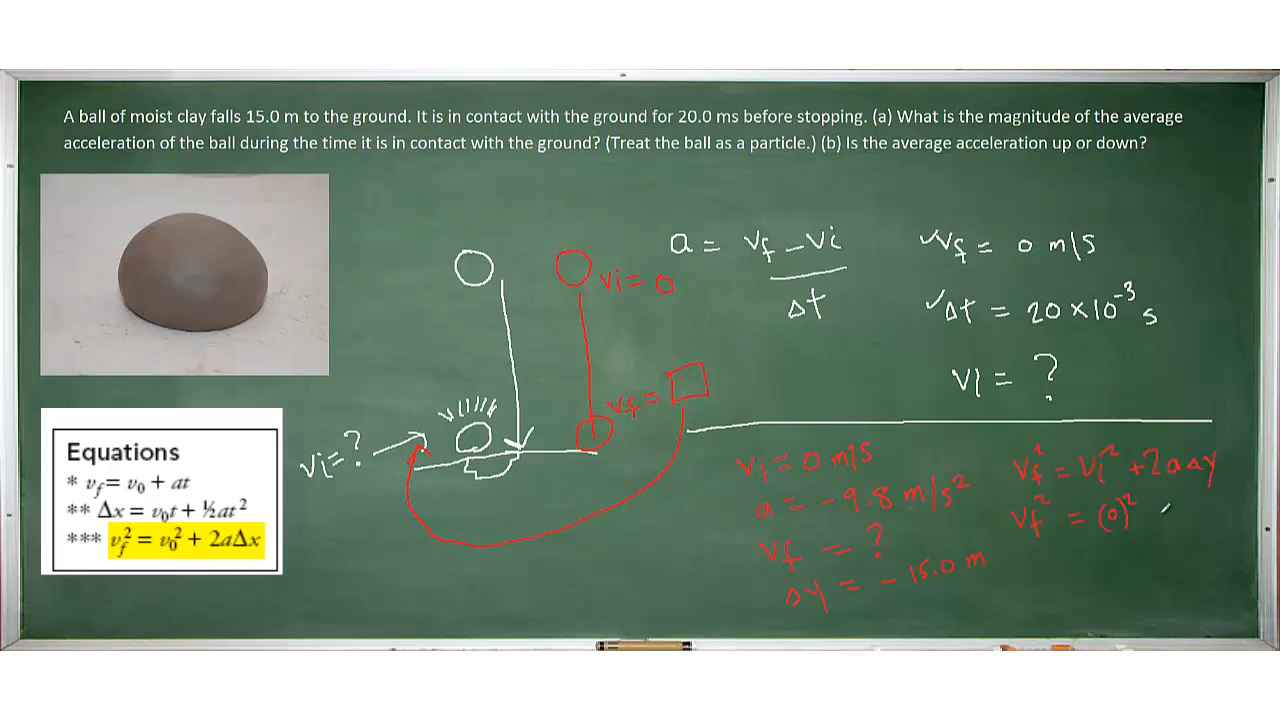 A ball of moist clay falls 15.0 m to the ground. It is in contact with the ground for 20.0 ms before stopping. (a) What is the magnitude of the average
acceleration of the ball during the time it is in contact with the ground? (Treat the ball as a particle.) (b) Is the average acceleration up or down?
a = vf - vi / Δt
vf = 0 m/s
Δt = 20 × 10⁻³ s
vi = ?
vi = 0
vf =
vi = ?
Equations
* vf = v₀ + at
** Δx = v₀t + ½at²
*** vf² = v₀² + 2aΔx
vi = 0 m/s
a = -9.8 m/s²
vf = ?
Δy = -15.0 m
vf² = vi² + 2aΔy
vf² = (0)²